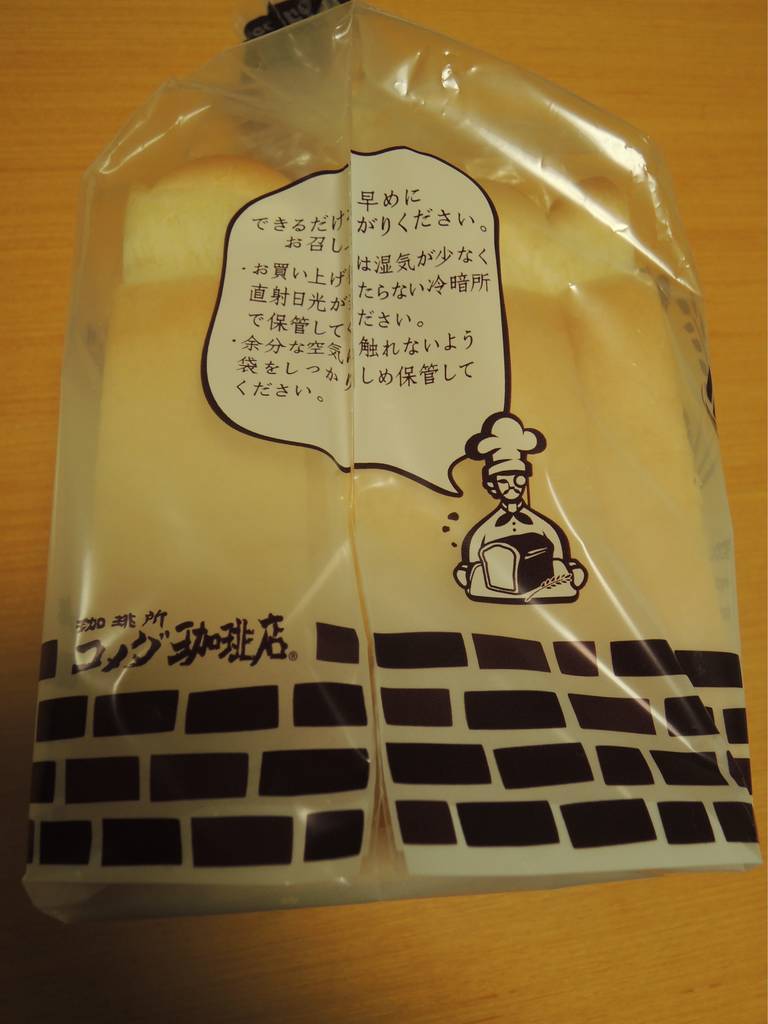 できるだけ早めに
お召し がりください。
・お買い上げ は湿気が少なく
直射日光が たらない冷暗所
で保管して ださい。
・余分な空気 触れないよう
袋をしっかりしめ保管して
ください。
珈琲所
コメダ珈琲店®